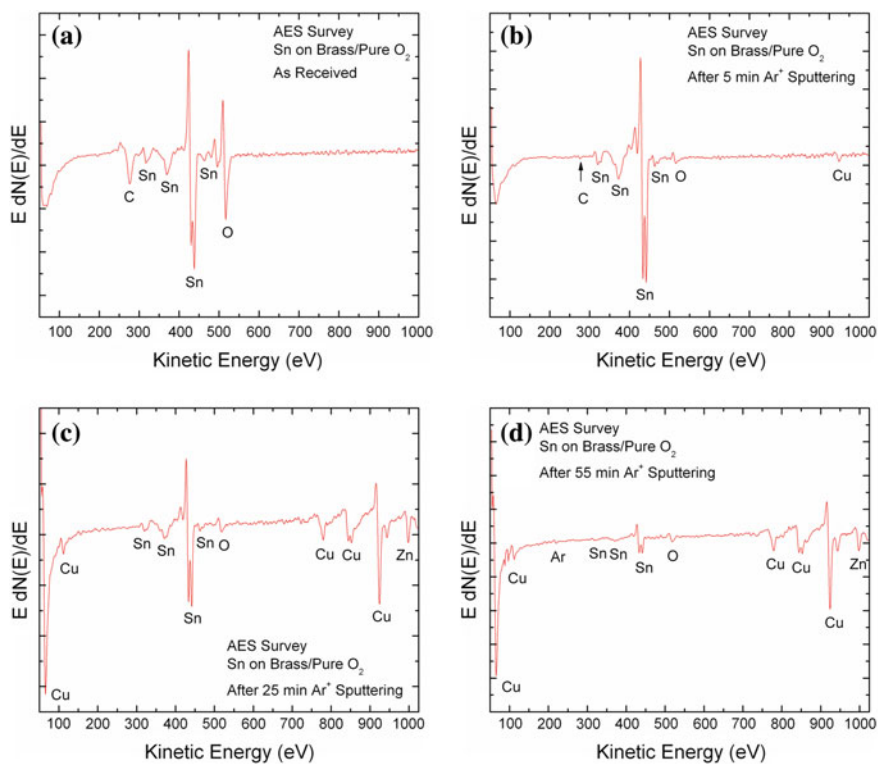 (a)
AES Survey
Sn on Brass/Pure O₂
As Received
C
Sn
Sn
Sn
Sn
O
E dN(E)/dE
100 200 300 400 500 600 700 800 900 1000
Kinetic Energy (eV)
(b)
AES Survey
Sn on Brass/Pure O₂
After 5 min Ar⁺ Sputtering
C
Sn
Sn
Sn
Sn
O
Cu
E dN(E)/dE
100 200 300 400 500 600 700 800 900 1000
Kinetic Energy (eV)
(c)
Cu
Cu
Sn
Sn
Sn
Sn
O
Cu
Cu
Cu
Zn
AES Survey
Sn on Brass/Pure O₂
After 25 min Ar⁺ Sputtering
E dN(E)/dE
100 200 300 400 500 600 700 800 900 1000
Kinetic Energy (eV)
(d)
AES Survey
Sn on Brass/Pure O₂
After 55 min Ar⁺ Sputtering
Cu
Cu
Ar
Sn
Sn
Sn
O
Cu
Cu
Cu
Zn
E dN(E)/dE
100 200 300 400 500 600 700 800 900 1000
Kinetic Energy (eV)